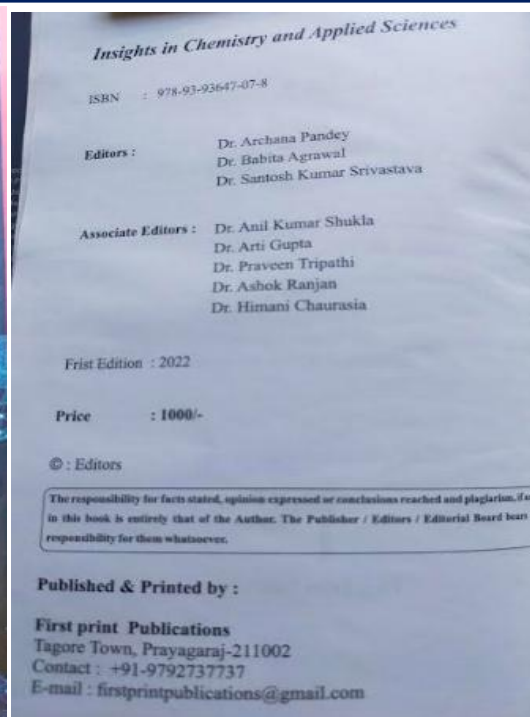 Insights in Chemistry and Applied Sciences
ISBN : 978-93-93647-07-8
Editors : Dr. Archana Pandey
Dr. Babita Agrawal
Dr. Santosh Kumar Srivastava
Associate Editors : Dr. Anil Kumar Shukla
Dr. Arti Gupta
Dr. Praveen Tripathi
Dr. Ashok Ranjan
Dr. Himani Chaurasia
Frist Edition : 2022
Price : 1000/-
© : Editors
The responsibility for facts stated, opinion expressed or conclusions reached and plagiarism, if
in this book is entirely that of the Author. The Publisher / Editors / Editorial Board bears
responsibility for them whatsoever.
Published & Printed by :
First print Publications
Tagore Town, Prayagaraj-211002
Contact : +91-9792737737
E-mail : firstprintpublications@gmail.com